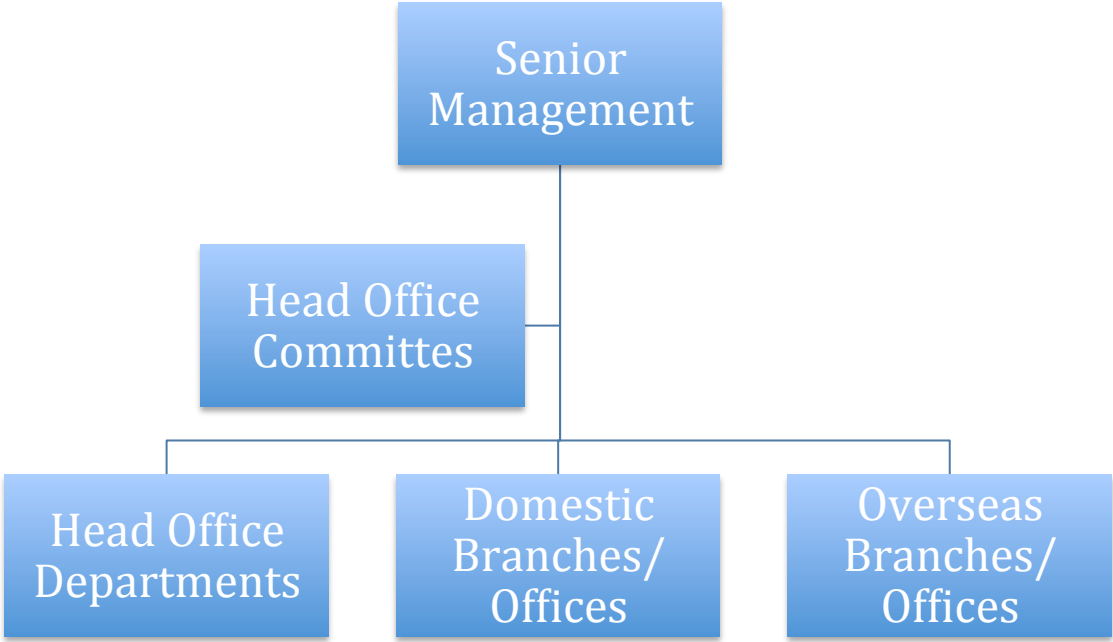 Senior
Management
Head Office
Committes
Head Office
Departments
Domestic
Branches/
Offices
Overseas
Branches/
Offices